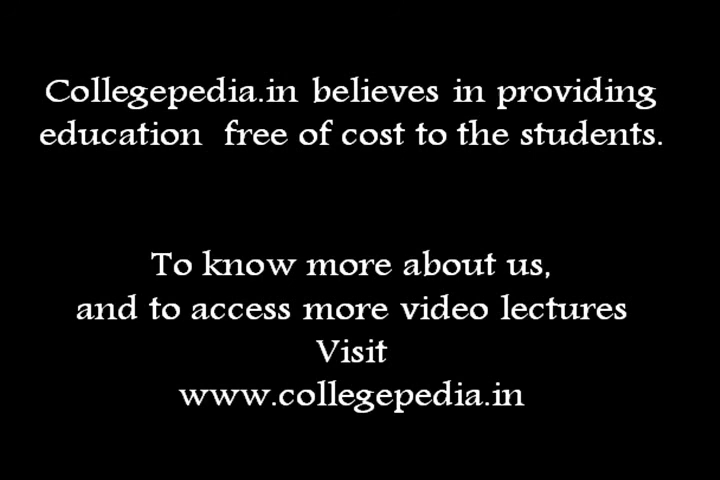 Collegepedia.in believes in providing
education free of cost to the students.
To know more about us,
and to access more video lectures
Visit
www.collegepedia.in